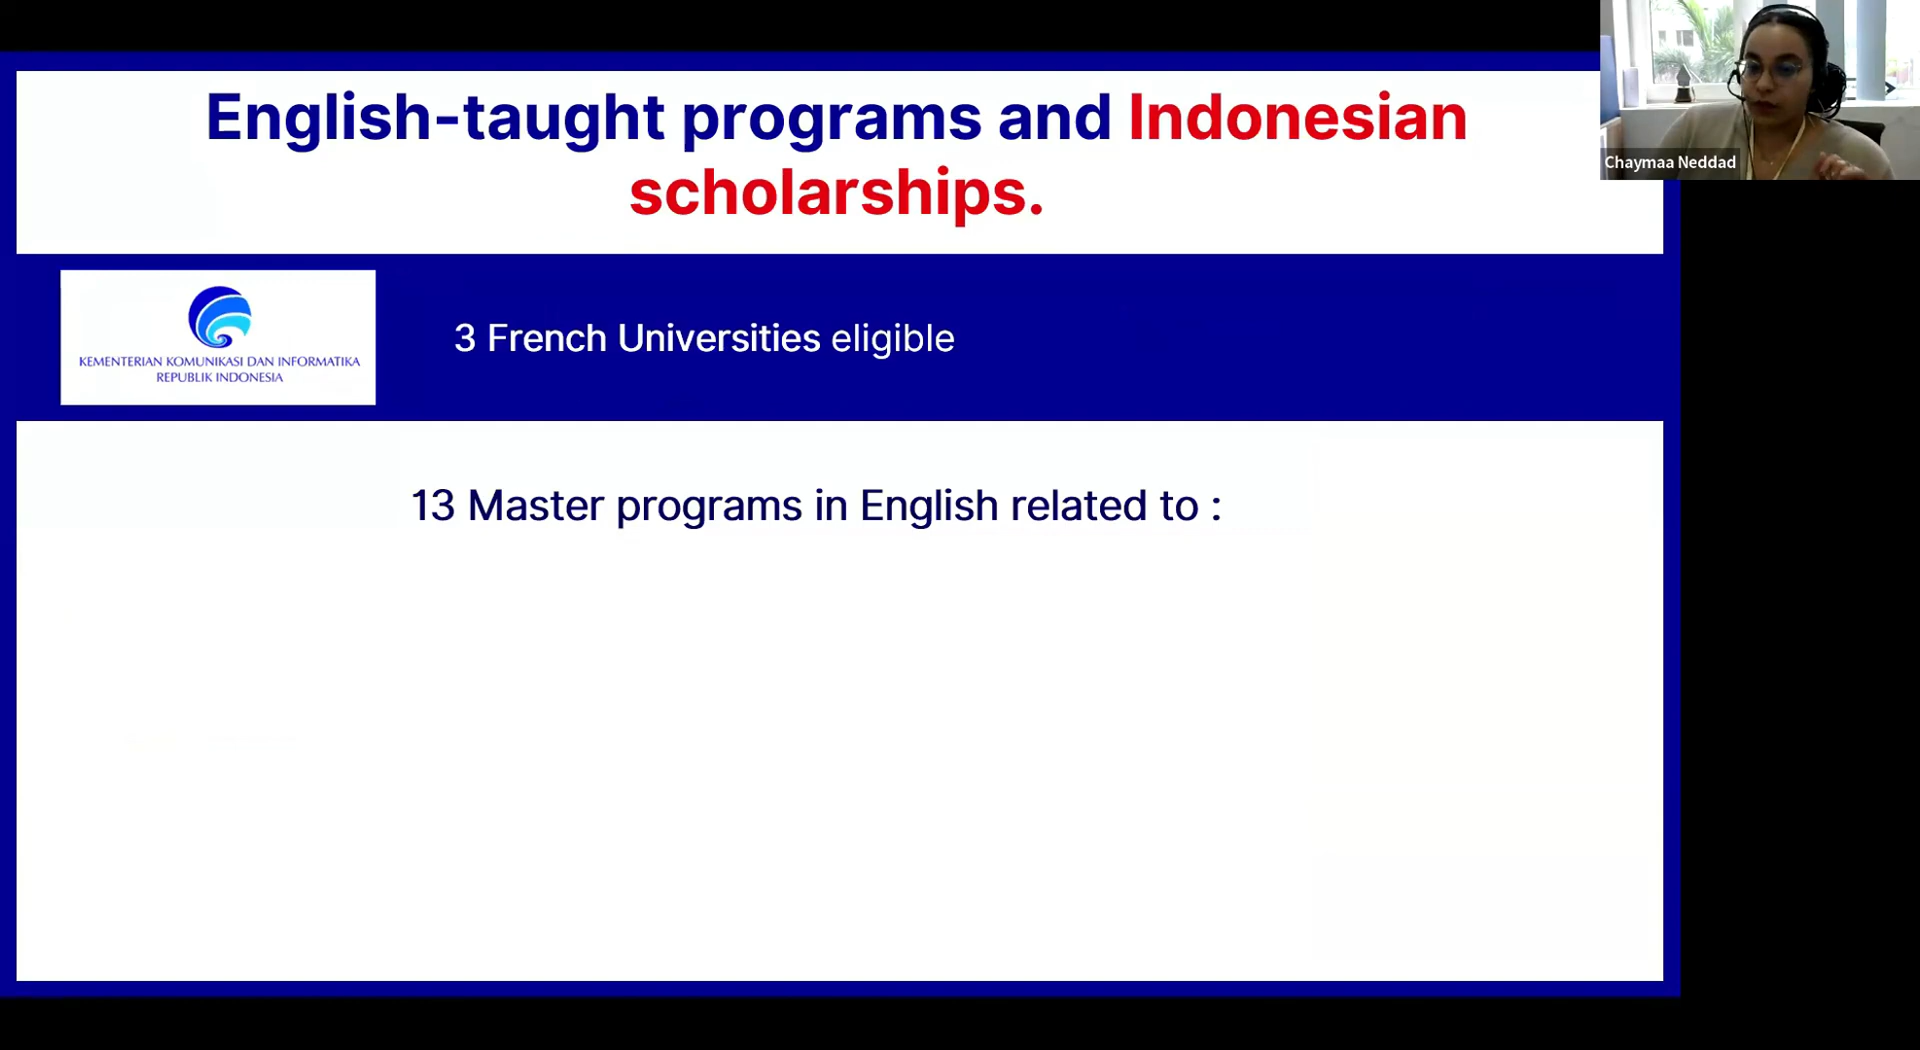 English-taught programs and Indonesian
scholarships.
Chaymaa Neddad
KEMENTERIAN KOMUNIKASI DAN INFORMATIKA
REPUBLIK INDONESIA
3 French Universities eligible
13 Master programs in English related to :